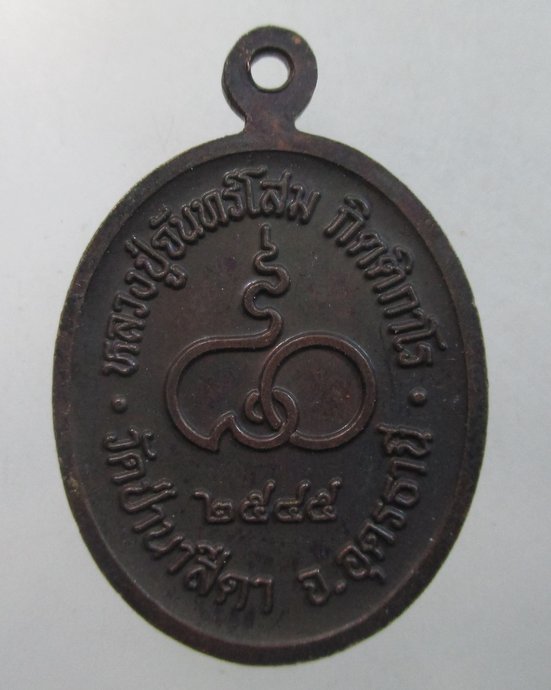 หลวงปู่จันทร์โสม กิตติกาโร
๒๕๔๕
วัดป่านาสีดา อ.อุดรธานี